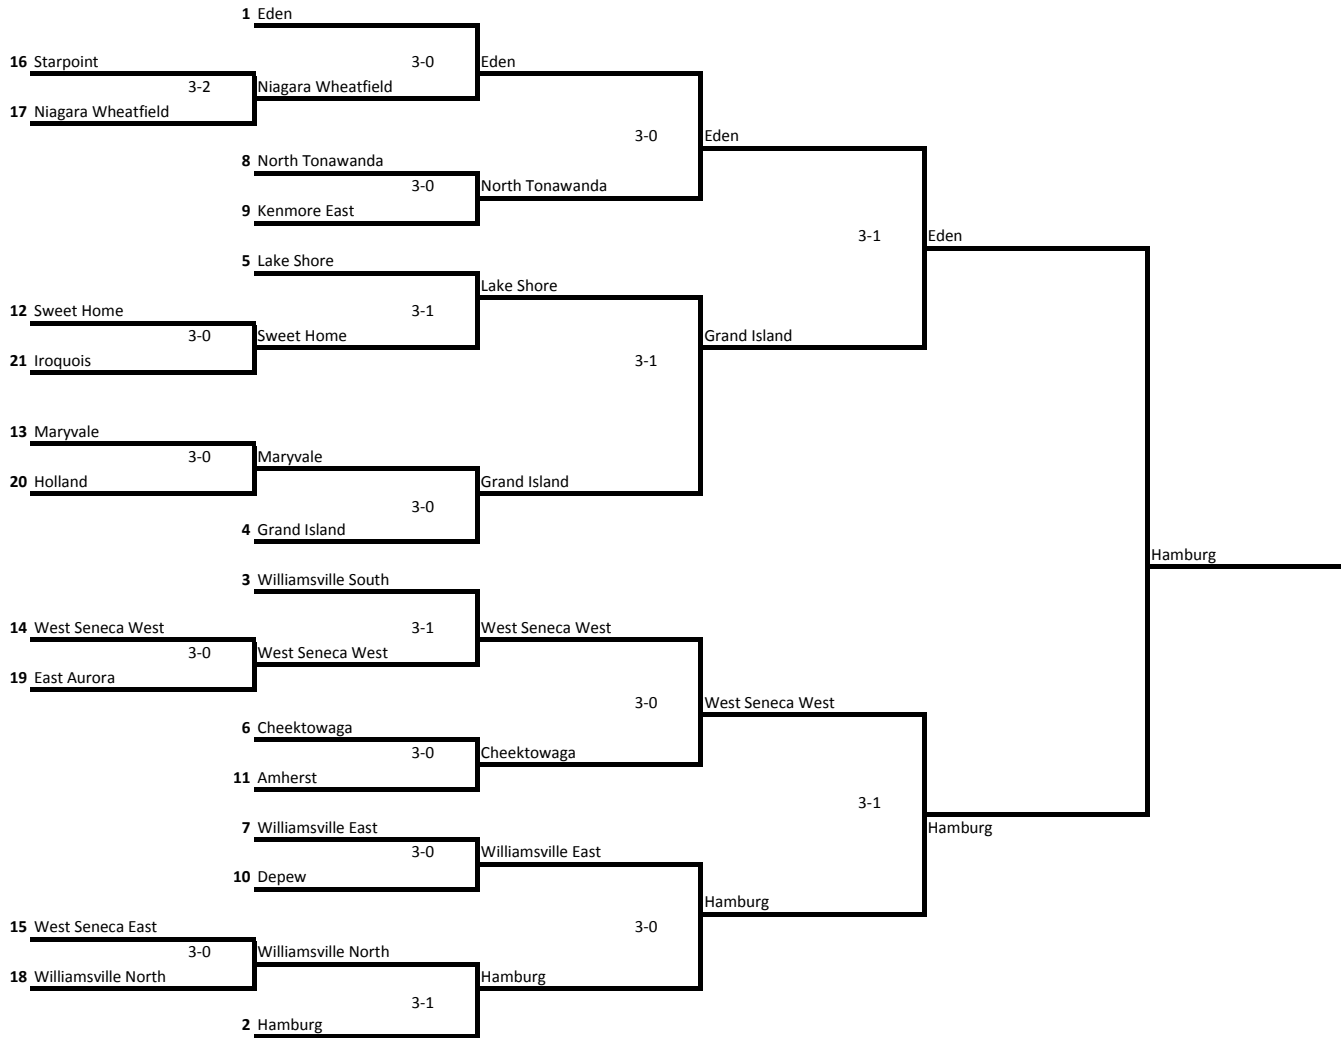 1 Eden
16 Starpoint
3-0
Eden
3-2
Niagara Wheatfield
17 Niagara Wheatfield
3-0
Eden
8 North Tonawanda
3-0
North Tonawanda
9 Kenmore East
3-1
Eden
5 Lake Shore
Lake Shore
12 Sweet Home
3-1
3-0
Sweet Home
Grand Island
21 Iroquois
3-1
13 Maryvale
3-0
Maryvale
20 Holland
Grand Island
3-0
4 Grand Island
Hamburg
3 Williamsville South
14 West Seneca West
3-1
West Seneca West
3-0
West Seneca West
19 East Aurora
3-0
West Seneca West
6 Cheektowaga
3-0
Cheektowaga
11 Amherst
3-1
7 Williamsville East
Hamburg
3-0
Williamsville East
10 Depew
Hamburg
15 West Seneca East
3-0
3-0
Williamsville North
18 Williamsville North
Hamburg
3-1
2 Hamburg